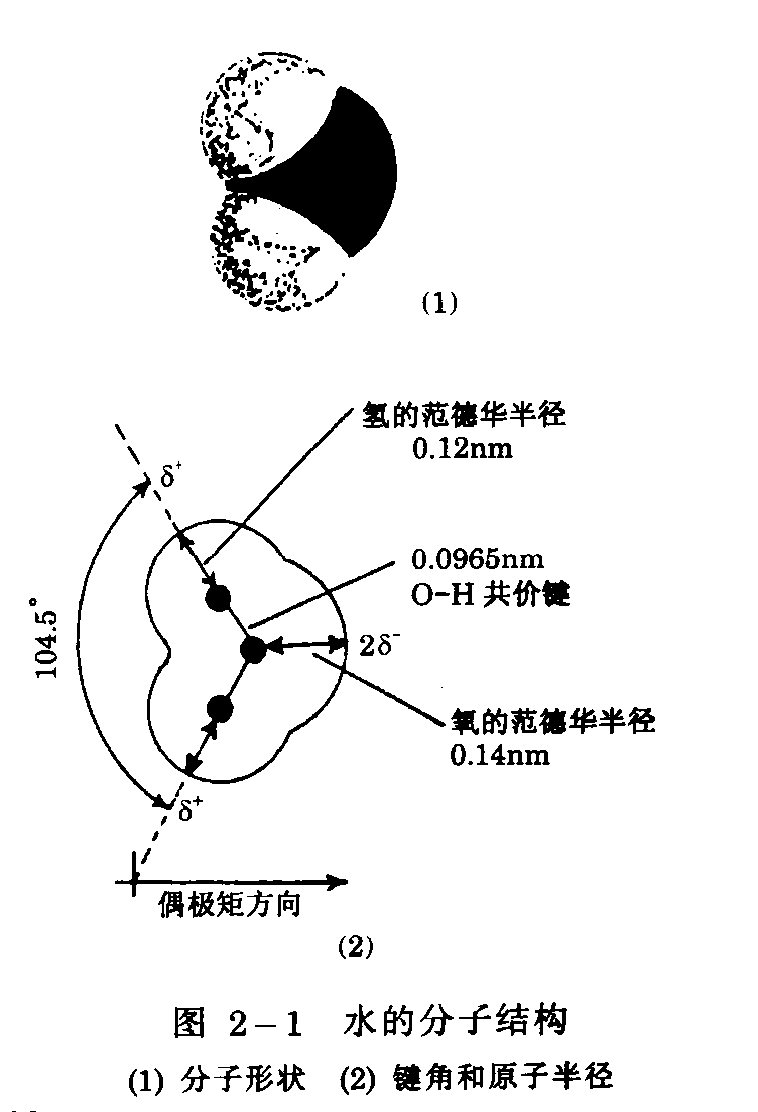 (1)
氢的范德华半径
0.12nm
δ⁺
0.0965nm
O-H 共价键
104.5°
2δ⁻
氧的范德华半径
0.14nm
δ⁺
偶极矩方向
(2)
图 2-1 水的分子结构
(1) 分子形状 (2) 键角和原子半径